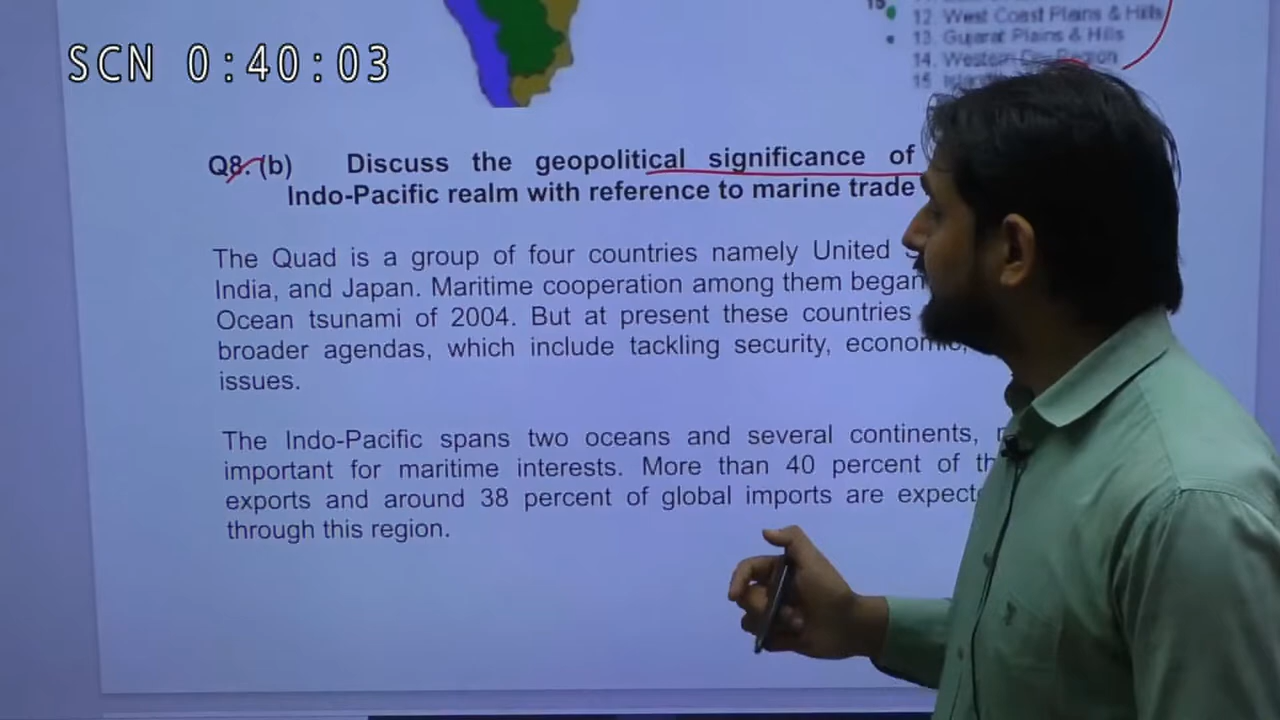 SCN 0:40:03
15
12. West Coast Plains & Hills
13. Gujarat Plains & Hills
14. Western Region
15.
Q8. (b) Discuss the geopolitical significance of
Indo-Pacific realm with reference to marine trade
The Quad is a group of four countries namely United
India, and Japan. Maritime cooperation among them began
Ocean tsunami of 2004. But at present these countries
broader agendas, which include tackling security, economic,
issues.
The Indo-Pacific spans two oceans and several continents,
important for maritime interests. More than 40 percent of
exports and around 38 percent of global imports are
through this region.